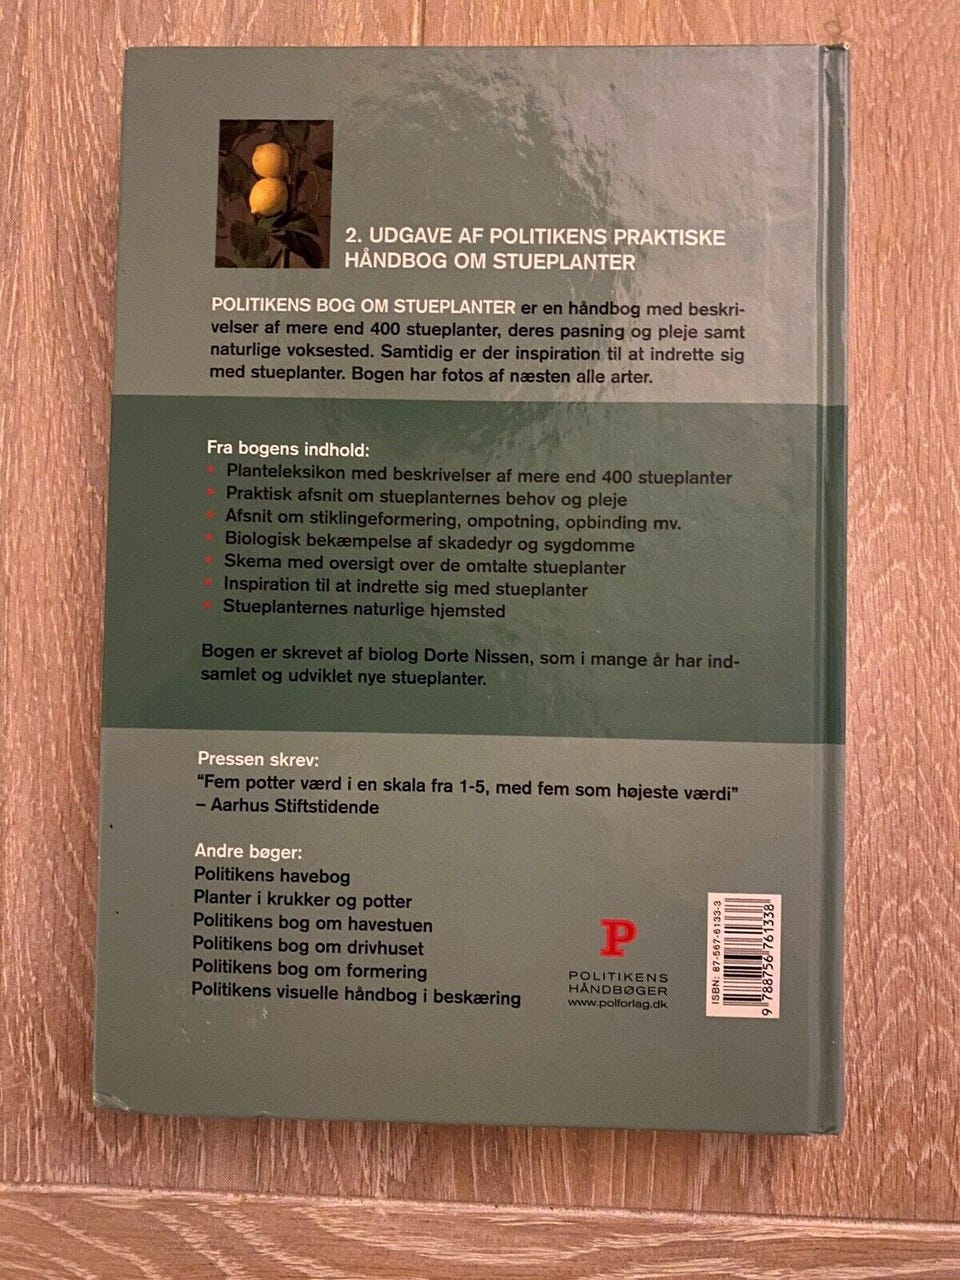 2. UDGAVE AF POLITIKENS PRAKTISKE
HÅNDBOG OM STUEPLANTER
POLITIKENS BOG OM STUEPLANTER er en håndbog med beskri-
velser af mere end 400 stueplanter, deres pasning og pleje samt
naturlige voksested. Samtidig er der inspiration til at indrette sig
med stueplanter. Bogen har fotos af næsten alle arter.
Fra bogens indhold:
* Planteleksikon med beskrivelser af mere end 400 stueplanter
* Praktisk afsnit om stueplanternes behov og pleje
* Afsnit om stiklingeformering, ompotning, opbinding mv.
* Biologisk bekæmpelse af skadedyr og sygdomme
* Skema med oversigt over de omtalte stueplanter
* Inspiration til at indrette sig med stueplanter
* Stueplanternes naturlige hjemsted
Bogen er skrevet af biolog Dorte Nissen, som i mange år har ind-
samlet og udviklet nye stueplanter.
Pressen skrev:
“Fem potter værd i en skala fra 1-5, med fem som højeste værdi”
– Aarhus Stiftstidende
Andre bøger:
Politikens havebog
Planter i krukker og potter
Politikens bog om havestuen
Politikens bog om drivhuset
Politikens bog om formering
Politikens visuelle håndbog i beskæring
P
POLITIKENS
HÅNDBØGER
www.polforlag.dk
ISBN: 87-567-6133-3
9 788756 761338